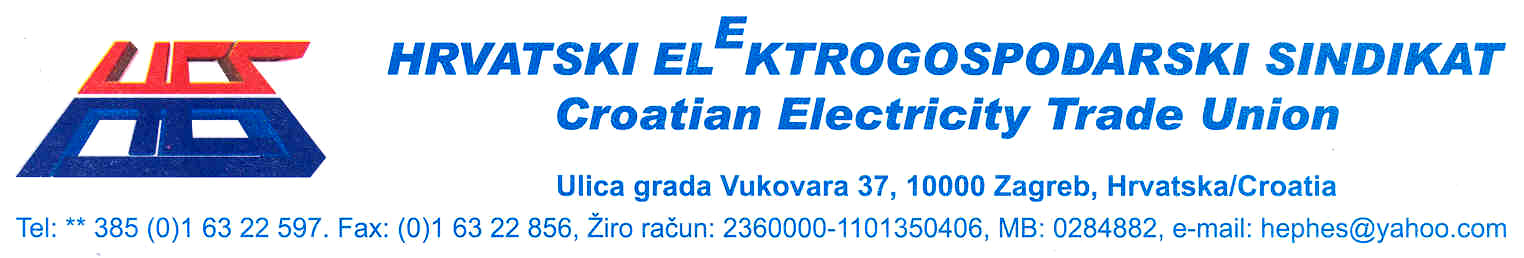 HRVATSKI ELEKTROGOSPODARSKI SINDIKAT
Croatian Electricity Trade Union
Ulica grada Vukovara 37, 10000 Zagreb, Hrvatska/Croatia
Tel: ** 385 (0)1 63 22 597. Fax: (0)1 63 22 856, Žiro račun: 2360000-1101350406, MB: 0284882, e-mail: hephes@yahoo.com